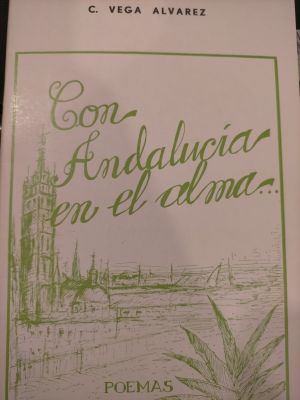 C. VEGA ALVAREZ
Con
Andalucía
en el alma...
POEMAS